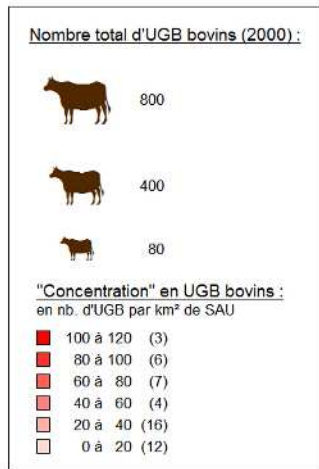 Nombre total d'UGB bovins (2000) :
800
400
80
"Concentration" en UGB bovins :
en nb. d'UGB par km² de SAU
100 à 120 (3)
80 à 100 (6)
60 à 80 (7)
40 à 60 (4)
20 à 40 (16)
0 à 20 (12)